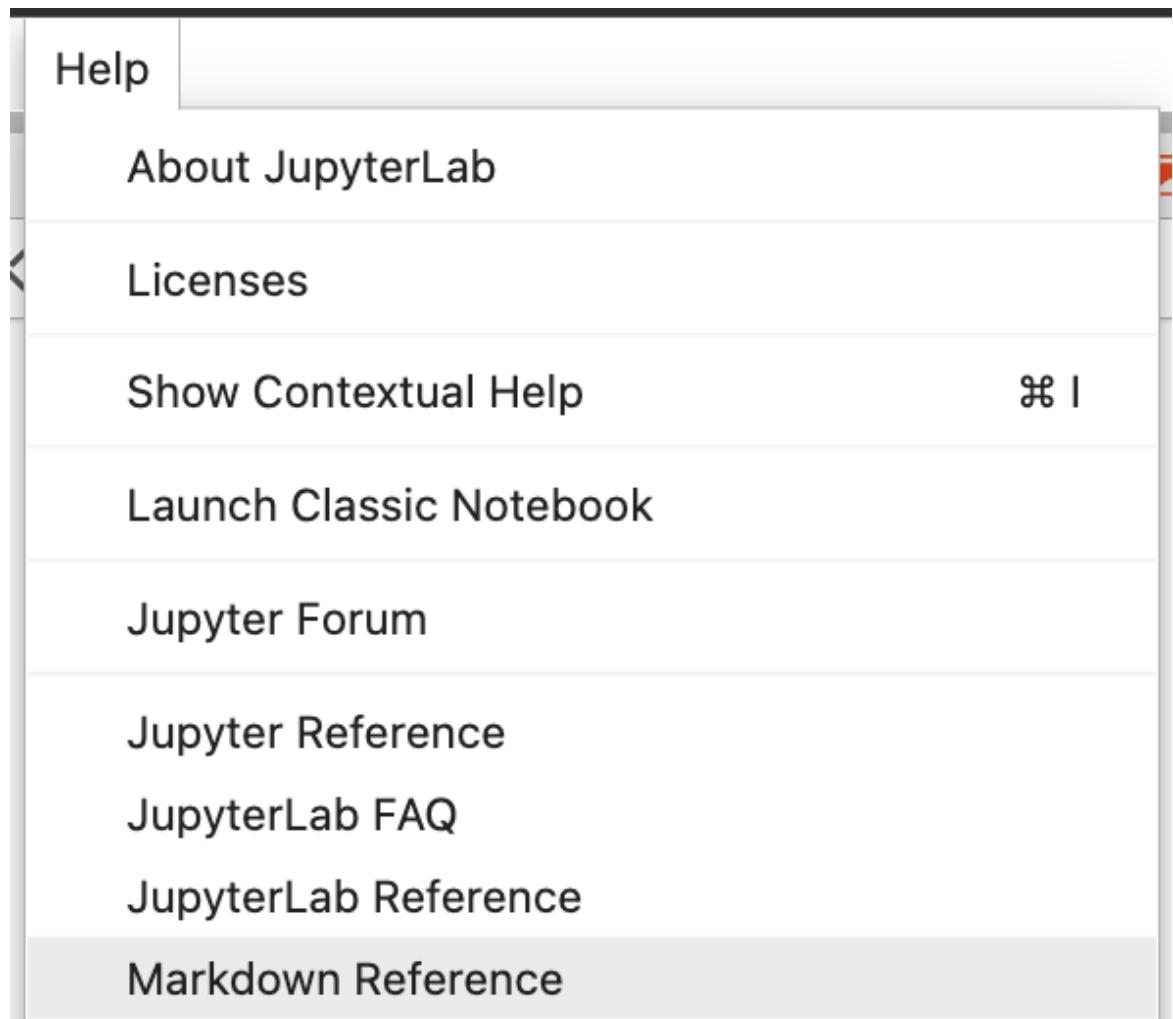 Help
About JupyterLab
Licenses
Show Contextual Help ⌘ I
Launch Classic Notebook
Jupyter Forum
Jupyter Reference
JupyterLab FAQ
JupyterLab Reference
Markdown Reference